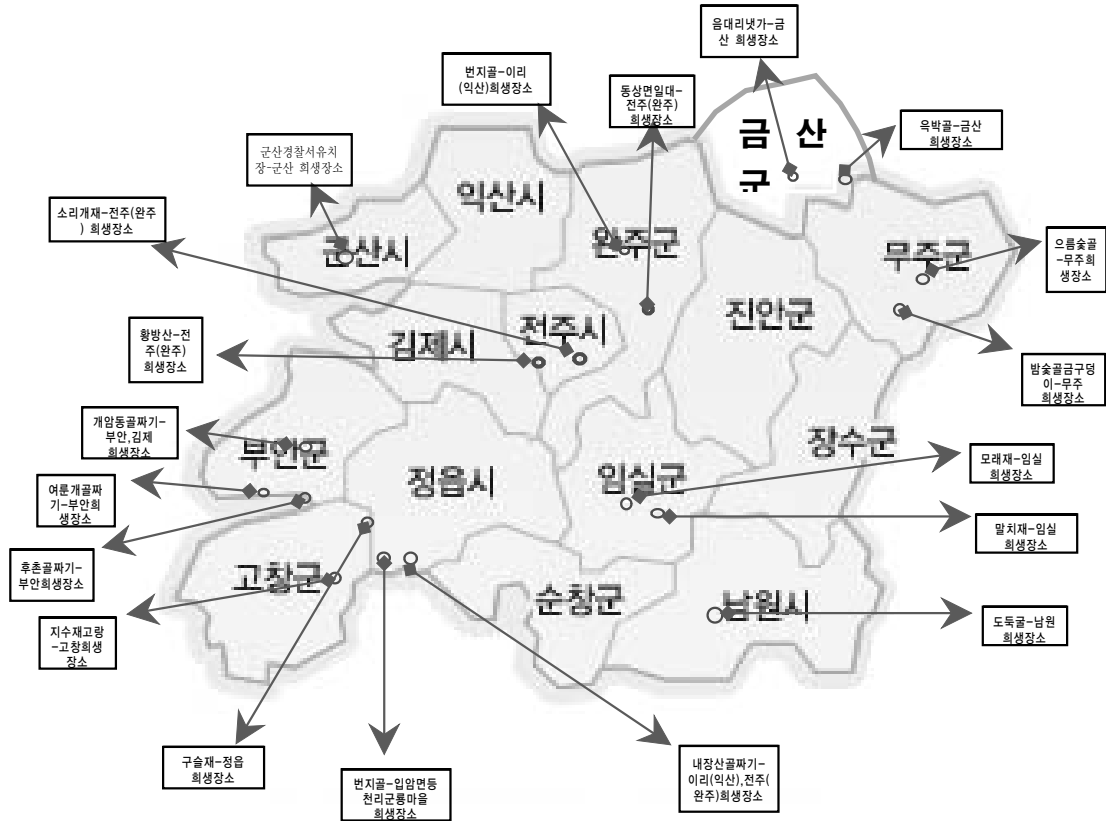 음대리냇가-금
산 희생장소
번지골-이리
(익산)희생장소
동상면일대-
전주(완주)
희생장소
금 산
군
윽박골-금산
희생장소
군산경찰서유치
장-군산 희생장소
익산시
소리개재-전주(완주
) 희생장소
군산시
완주군
무주군
으름숯골
-무주희
생장소
황방산-전
주(완주)
희생장소
김제시
전주시
진안군
밤숯골금구덩
이-무주
희생장소
개암동골짜기-
부안,김제
희생장소
부안군
정읍시
임실군
장수군
모래재-임실
희생장소
여룬개골짜
기-부안희
생장소
말치재-임실
희생장소
후촌골짜기-
부안희생장소
고창군
순창군
남원시
지수재고랑
-고창희생
장소
도둑굴-남원
희생장소
구슬재-정읍
희생장소
번지골-입암면등
천리군룡마을
희생장소
내장산골짜기-
이리(익산),전주(
완주)희생장소